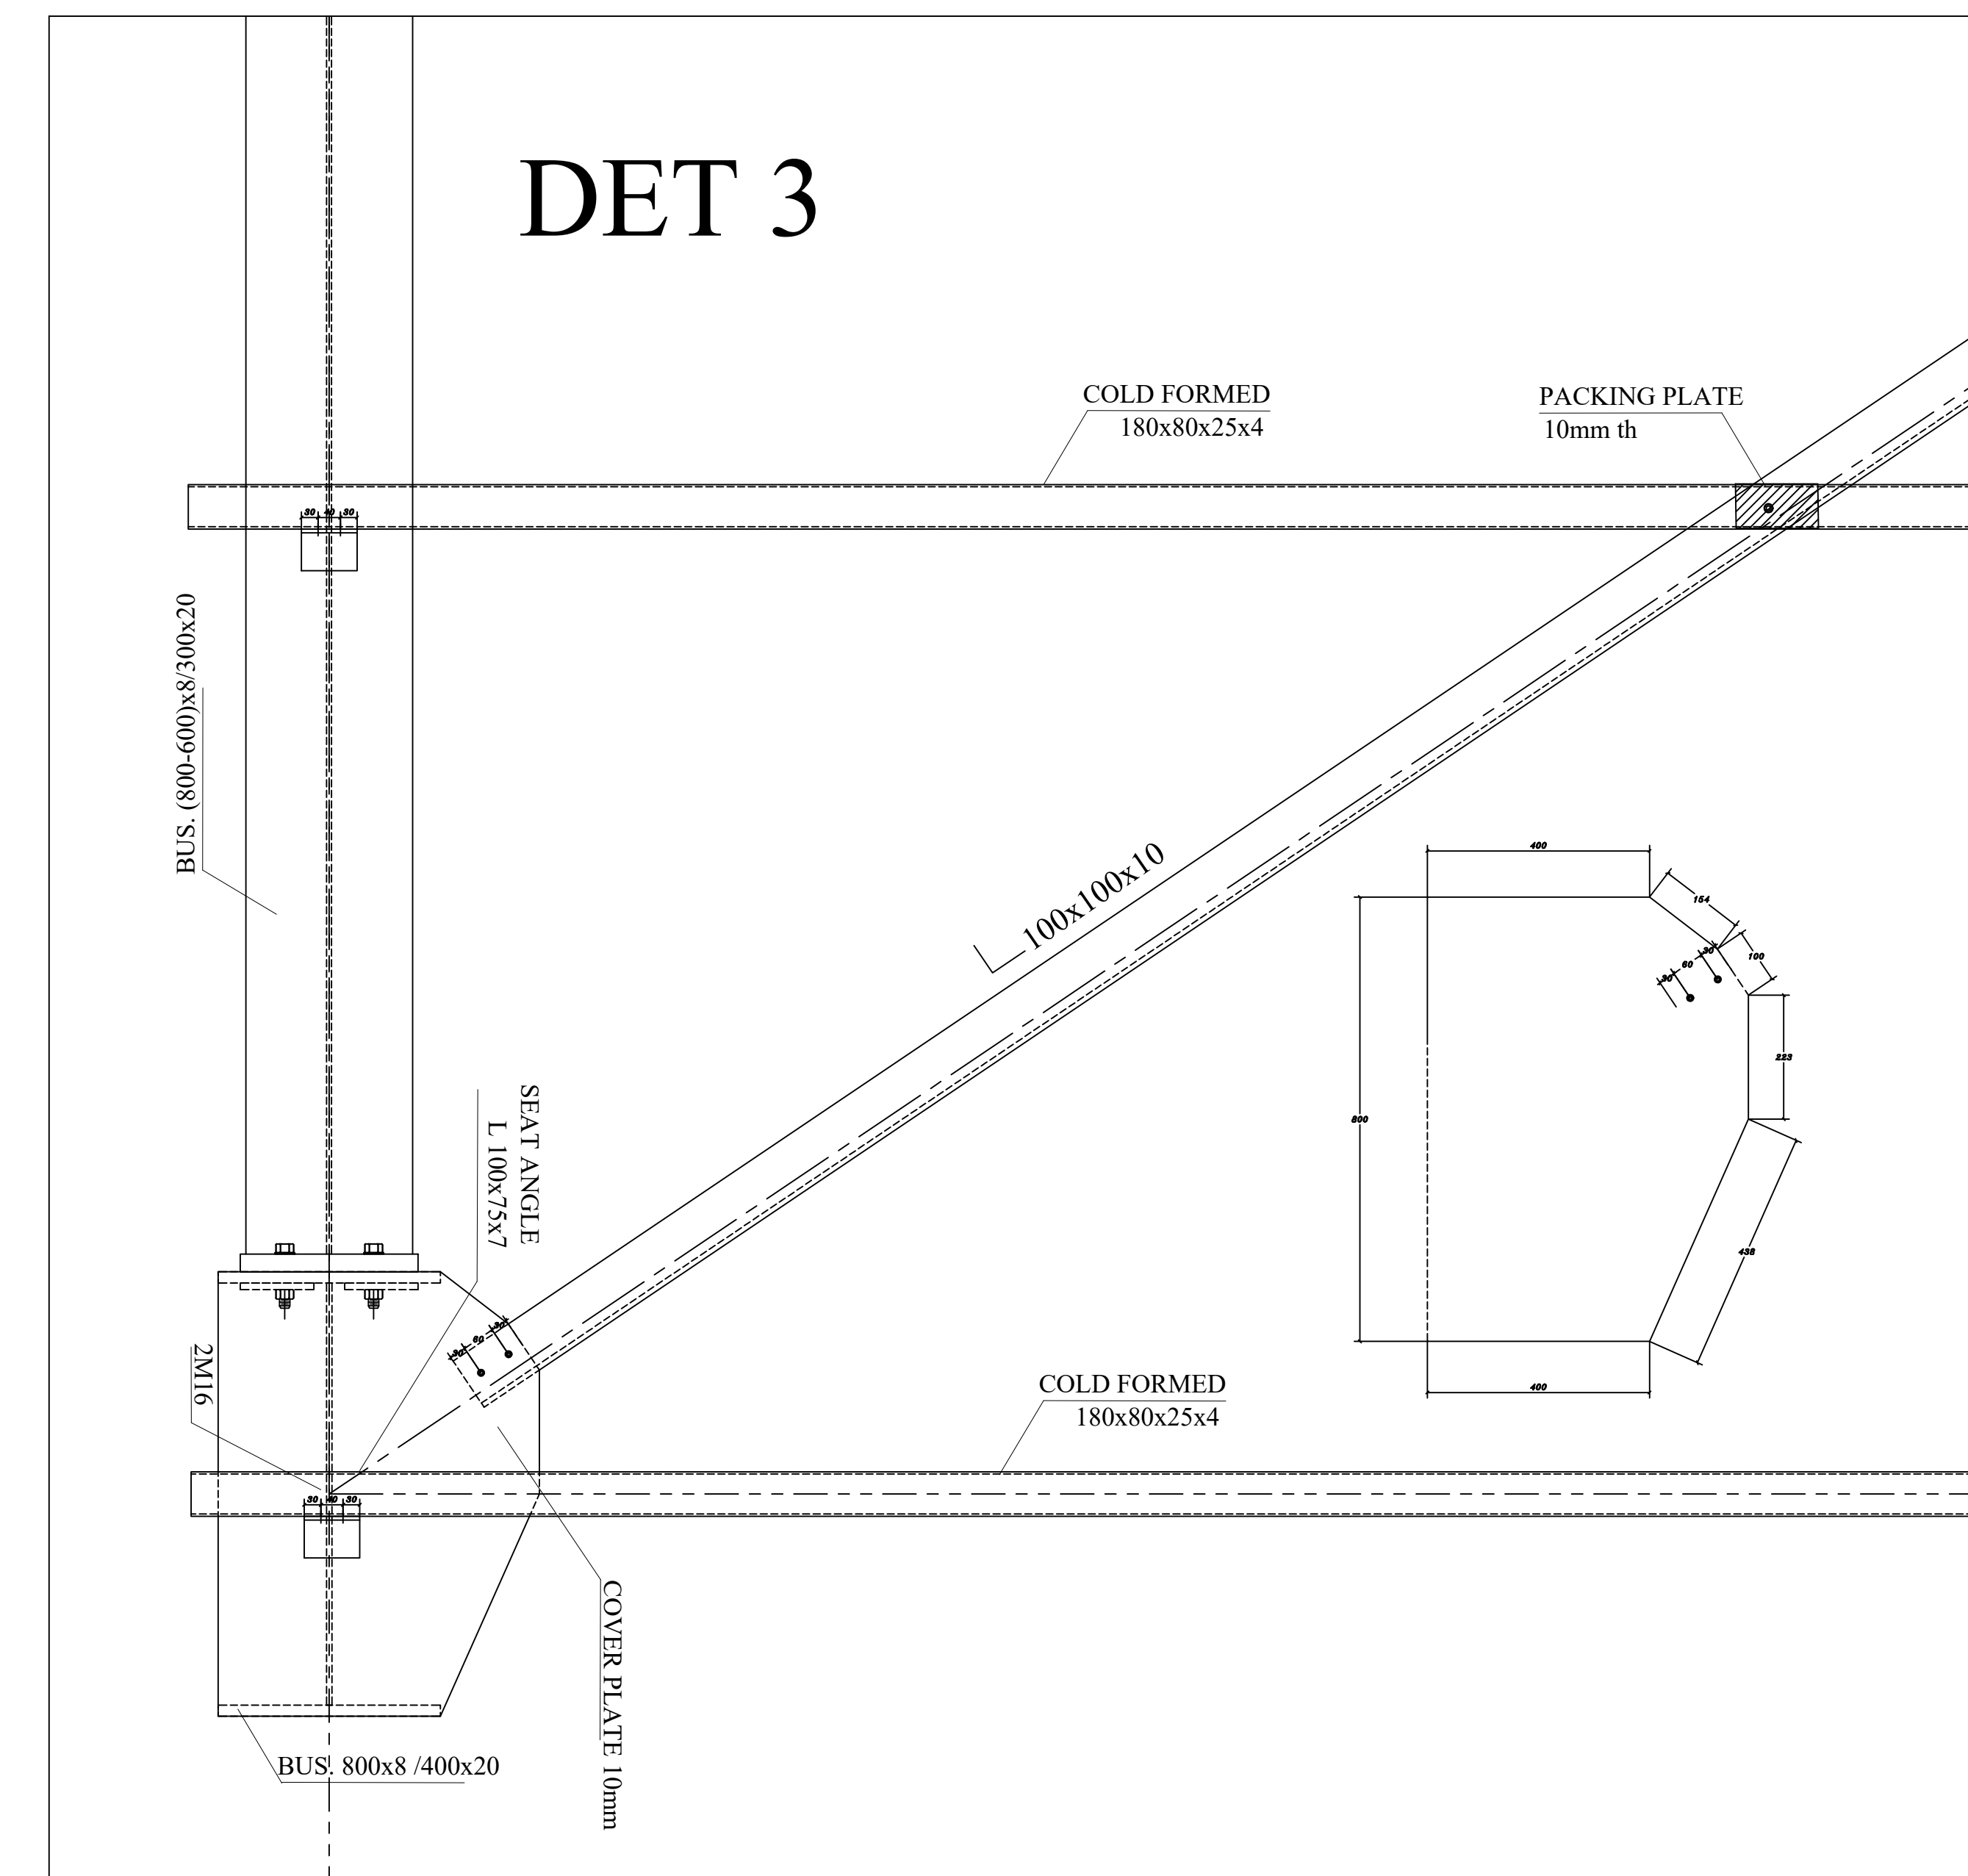 DET 3
COLD FORMED
180x80x25x4
PACKING PLATE
10mm th
30 40 30
BUS. (800-600)x8/300x20
100x100x10
400
154
30
60
30
100
800
223
438
400
SEAT ANGLE
L 100x75x7
30
60
30
2M16
COLD FORMED
180x80x25x4
30 40 30
COVER PLATE 10mm
BUS. 800x8 /400x20